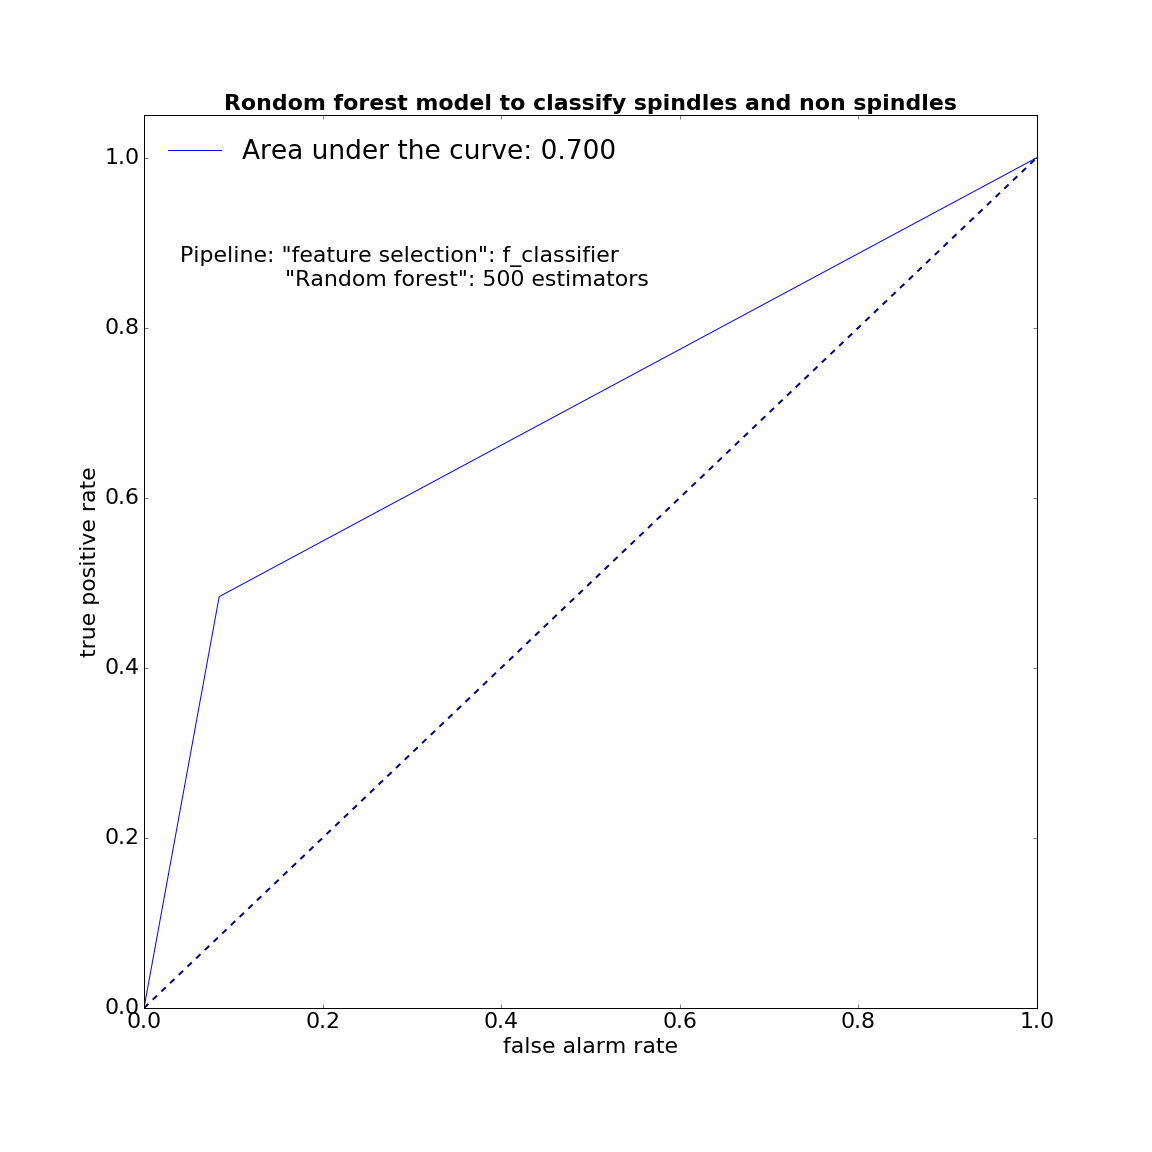 Rondom forest model to classify spindles and non spindles
Area under the curve: 0.700
Pipeline: "feature selection": f_classifier
"Random forest": 500 estimators
true positive rate
1.0
0.8
0.6
0.4
0.2
0.0
0.0 0.2 0.4 0.6 0.8 1.0
false alarm rate